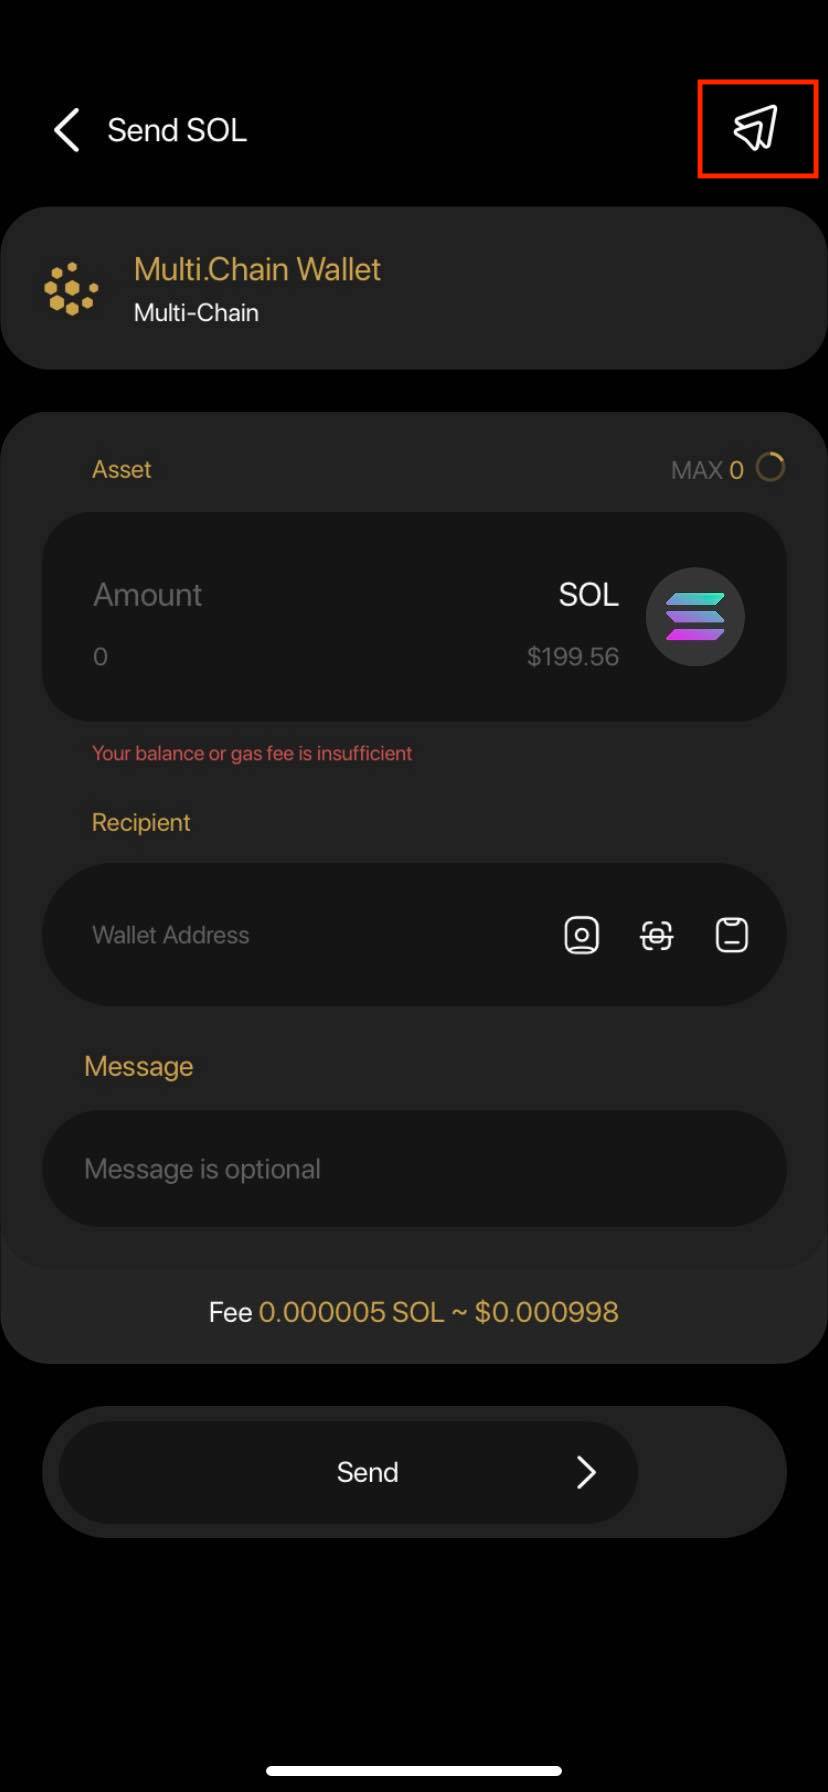 Send SOL
Multi.Chain Wallet
Multi-Chain
Asset
MAX 0
Amount
SOL
0
$199.56
Your balance or gas fee is insufficient
Recipient
Wallet Address
Message
Message is optional
Fee 0.000005 SOL ~ $0.000998
Send